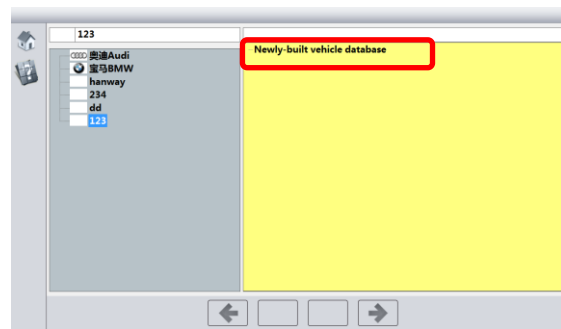 123
奥迪Audi
宝马BMW
hanway
234
dd
123
Newly-built vehicle database